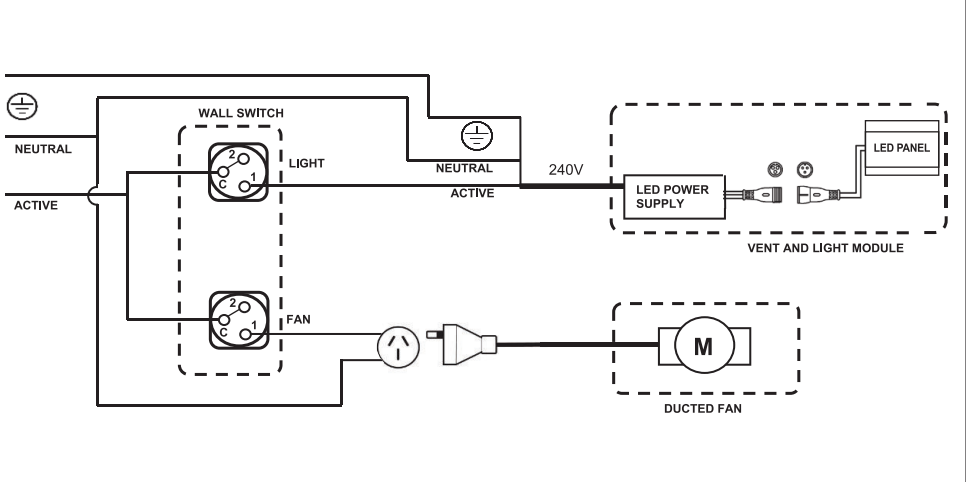 WALL SWITCH
NEUTRAL
ACTIVE
2
C
1
LIGHT
NEUTRAL
ACTIVE
240V
LED POWER
SUPPLY
LED PANEL
VENT AND LIGHT MODULE
2
C
1
FAN
M
DUCTED FAN